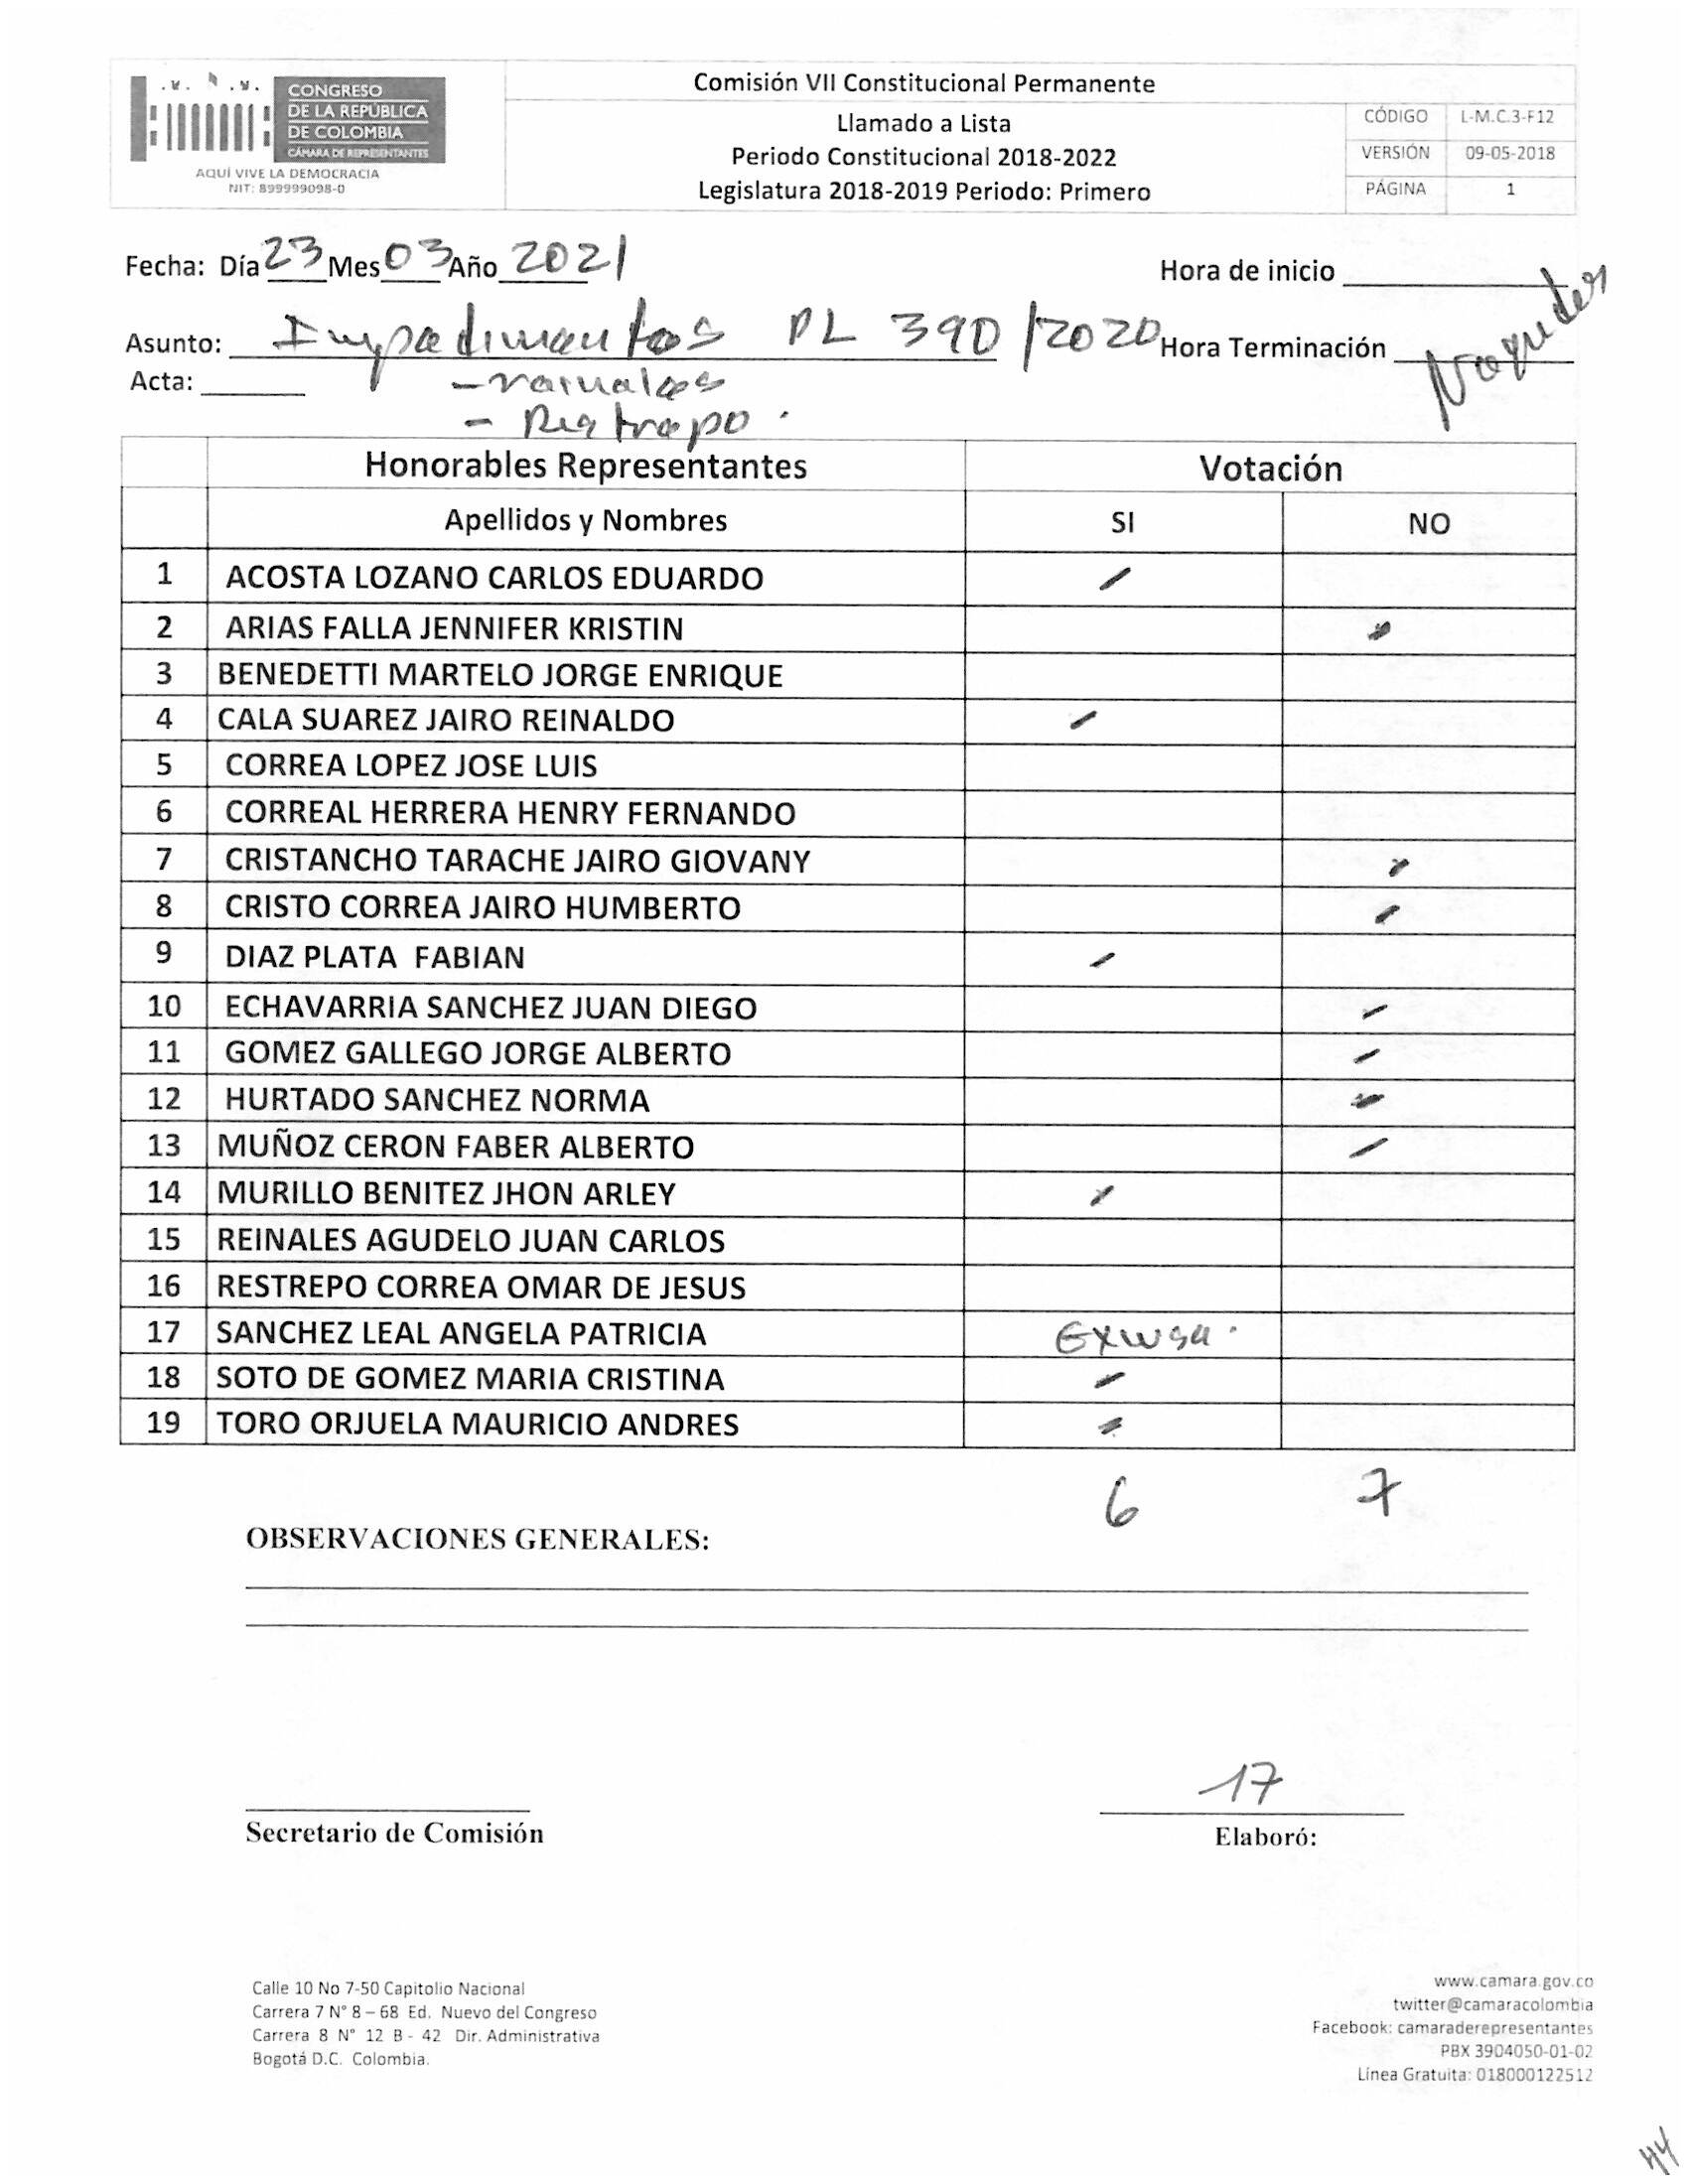 CONGRESO
DE LA REPÚBLICA
DE COLOMBIA
CÁMARA DE REPRESENTANTES
AQUÍ VIVE LA DEMOCRACIA
NIT: 899999098-0
Comisión VII Constitucional Permanente
Llamado a Lista
Periodo Constitucional 2018-2022
Legislatura 2018-2019 Periodo: Primero
CÓDIGO L-M.C.3-F12
VERSIÓN 09-05-2018
PÁGINA 1
Fecha: Día 23 Mes 03 Año 2021 Hora de inicio
Asunto: Impedimentos PL 390/2020 Hora Terminación
Acta:
- Restrepo.
Honorables Representantes Votación
Apellidos y Nombres SI NO
1 ACOSTA LOZANO CARLOS EDUARDO
2 ARIAS FALLA JENNIFER KRISTIN
3 BENEDETTI MARTELO JORGE ENRIQUE
4 CALA SUAREZ JAIRO REINALDO
5 CORREA LOPEZ JOSE LUIS
6 CORREAL HERRERA HENRY FERNANDO
7 CRISTANCHO TARACHE JAIRO GIOVANY
8 CRISTO CORREA JAIRO HUMBERTO
9 DIAZ PLATA FABIAN
10 ECHAVARRIA SANCHEZ JUAN DIEGO
11 GOMEZ GALLEGO JORGE ALBERTO
12 HURTADO SANCHEZ NORMA
13 MUÑOZ CERON FABER ALBERTO
14 MURILLO BENITEZ JHON ARLEY
15 REINALES AGUDELO JUAN CARLOS
16 RESTREPO CORREA OMAR DE JESUS
17 SANCHEZ LEAL ANGELA PATRICIA Excusa.
18 SOTO DE GOMEZ MARIA CRISTINA
19 TORO ORJUELA MAURICIO ANDRES
6 7
OBSERVACIONES GENERALES:
17
Secretario de Comisión Elaboró:
Calle 10 No 7-50 Capitolio Nacional
Carrera 7 N° 8 – 68 Ed. Nuevo del Congreso
Carrera 8 N° 12 B - 42 Dir. Administrativa
Bogotá D.C. Colombia.
www.camara.gov.co
twitter@camaracolombia
Facebook: camaraderepresentantes
PBX 3904050-01-02
Línea Gratuita: 018000122512
44